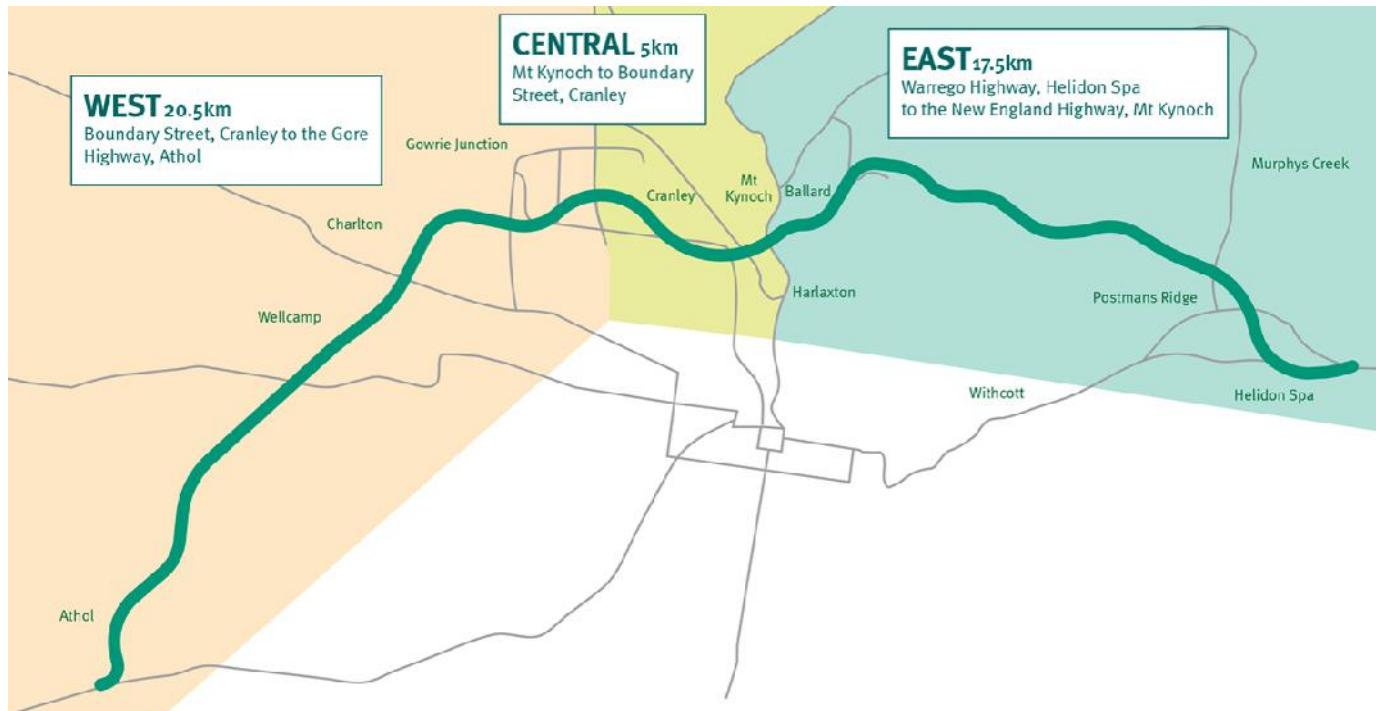 WEST 20.5km
Boundary Street, Cranley to the Gore
Highway, Athol
CENTRAL 5km
Mt Kynoch to Boundary
Street, Cranley
EAST 17.5km
Warrego Highway, Helidon Spa
to the New England Highway, Mt Kynoch
Gowrie Junction
Murphys Creek
Mt
Kynoch
Cranley
Ballard
Charlton
Harlaxton
Postmans Ridge
Wellcamp
Withcott
Helidon Spa
Athol